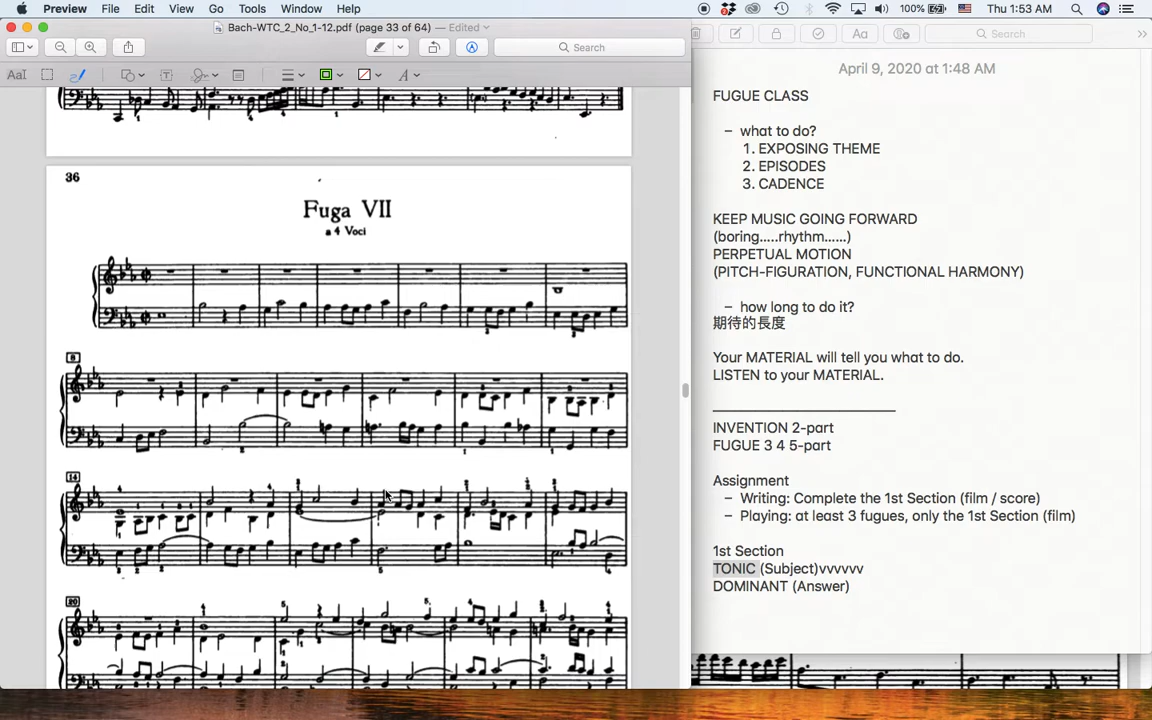 Preview File Edit View Go Tools Window Help
100% Thu 1:53 AM
Bach-WTC_2_No_1-12.pdf (page 33 of 64) — Edited
Search
Aa
Search
AaI
A
36
Fuga VII
a 4 Voci
8
14
20
April 9, 2020 at 1:48 AM
FUGUE CLASS
– what to do?
1. EXPOSING THEME
2. EPISODES
3. CADENCE
KEEP MUSIC GOING FORWARD
(boring.....rhythm......)
PERPETUAL MOTION
(PITCH-FIGURATION, FUNCTIONAL HARMONY)
– how long to do it?
期待的長度
Your MATERIAL will tell you what to do.
LISTEN to your MATERIAL.
INVENTION 2-part
FUGUE 3 4 5-part
Assignment
– Writing: Complete the 1st Section (film / score)
– Playing: at least 3 fugues, only the 1st Section (film)
1st Section
TONIC (Subject)vvvvvv
DOMINANT (Answer)